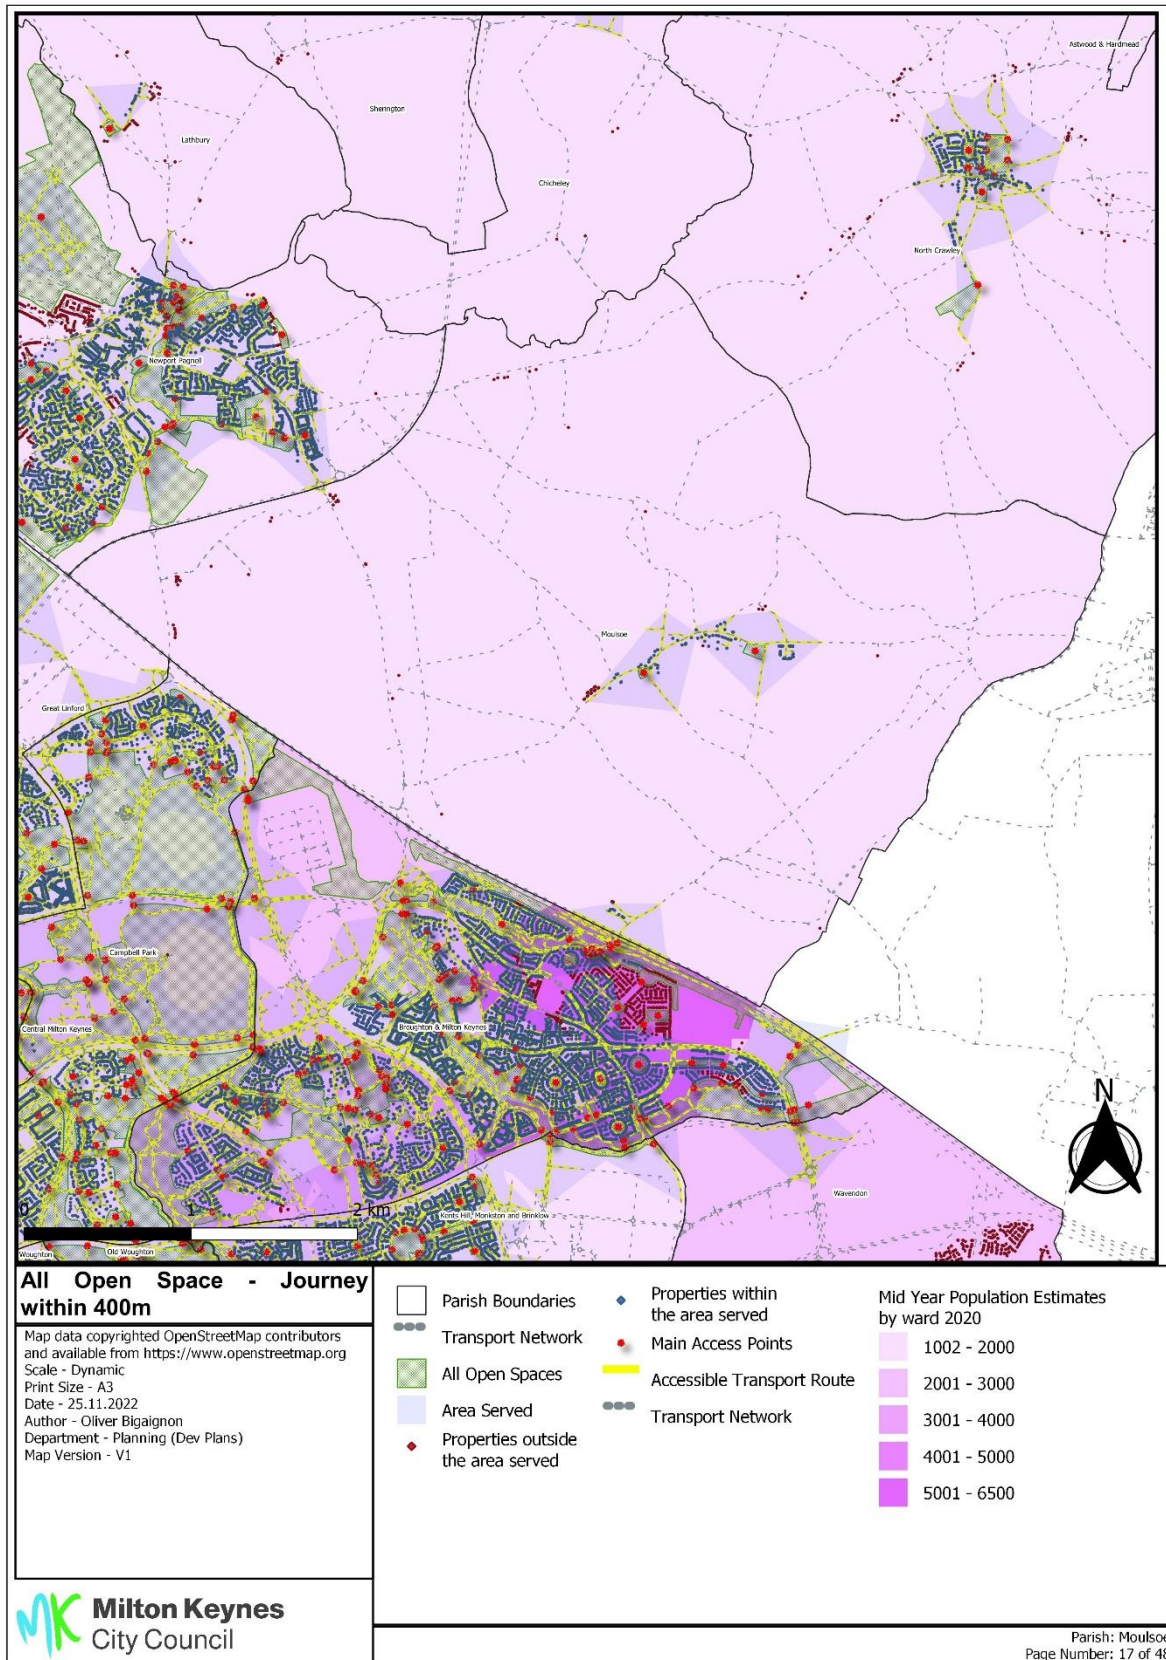 Astwood & Hardmead
Sherington
Lathbury
Chicheley
North Crawley
Newport Pagnell
Moulsoe
Great Linford
Campbell Park
Central Milton Keynes
Broughton & Milton Keynes
Wavendon
Kents Hill, Monkston and Brinklow
Woughton
Old Woughton
N
0 1 2 km
All Open Space - Journey
within 400m
Map data copyrighted OpenStreetMap contributors
and available from https://www.openstreetmap.org
Scale - Dynamic
Print Size - A3
Date - 25.11.2022
Author - Oliver Bigaignon
Department - Planning (Dev Plans)
Map Version - V1
Parish Boundaries
Transport Network
All Open Spaces
Area Served
Properties outside
the area served
Properties within
the area served
Main Access Points
Accessible Transport Route
Transport Network
Mid Year Population Estimates
by ward 2020
1002 - 2000
2001 - 3000
3001 - 4000
4001 - 5000
5001 - 6500
MK Milton Keynes
City Council
Parish: Moulsoe
Page Number: 17 of 48